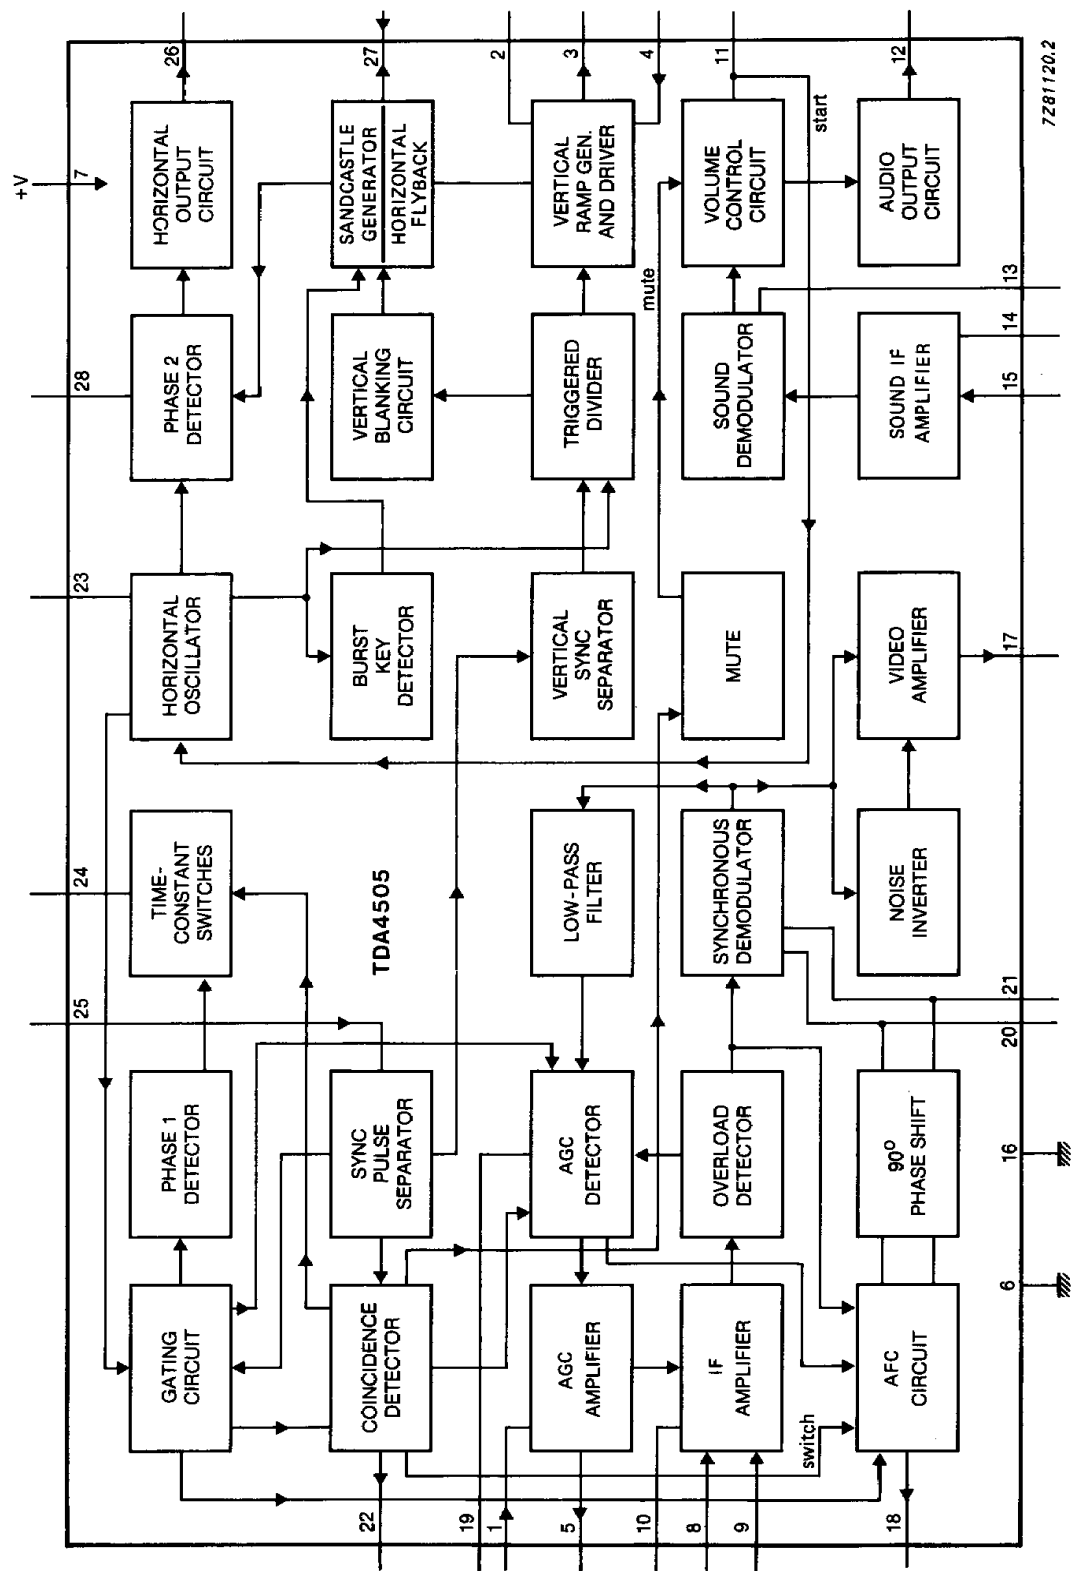 +V
7
28
23
24
25
26
HORIZONTAL
OUTPUT
CIRCUIT
PHASE 2
DETECTOR
HORIZONTAL
OSCILLATOR
TIME-
CONSTANT
SWITCHES
PHASE 1
DETECTOR
GATING
CIRCUIT
27
SANDCASTLE
GENERATOR
HORIZONTAL
FLYBACK
VERTICAL
BLANKING
CIRCUIT
BURST
KEY
DETECTOR
TDA4505
SYNC
PULSE
SEPARATOR
COINCIDENCE
DETECTOR
22
2
3
4
VERTICAL
RAMP GEN.
AND DRIVER
TRIGGERED
DIVIDER
VERTICAL
SYNC
SEPARATOR
LOW-PASS
FILTER
AGC
DETECTOR
AGC
AMPLIFIER
19
1
5
10
mute
11
VOLUME
CONTROL
CIRCUIT
SOUND
DEMODULATOR
MUTE
SYNCHRONOUS
DEMODULATOR
OVERLOAD
DETECTOR
IF
AMPLIFIER
8
9
start
switch
12
AUDIO
OUTPUT
CIRCUIT
SOUND IF
AMPLIFIER
VIDEO
AMPLIFIER
NOISE
INVERTER
90°
PHASE SHIFT
AFC
CIRCUIT
18
13
14
15
17
21
20
16
6
7Z81120.2